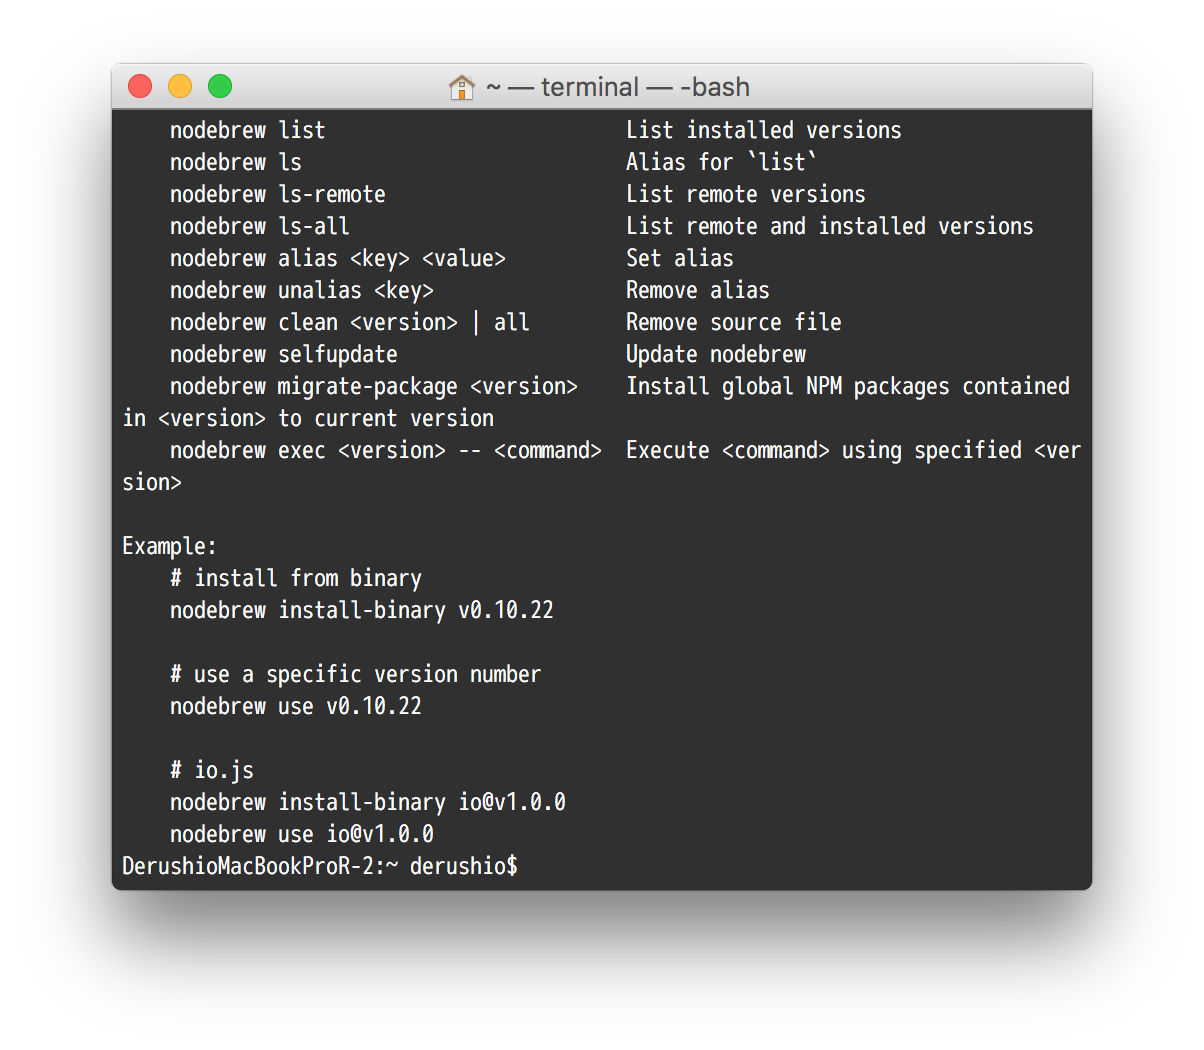 ~ — terminal — -bash
    nodebrew list                         List installed versions
    nodebrew ls                           Alias for `list`
    nodebrew ls-remote                    List remote versions
    nodebrew ls-all                       List remote and installed versions
    nodebrew alias <key> <value>          Set alias
    nodebrew unalias <key>                Remove alias
    nodebrew clean <version> | all        Remove source file
    nodebrew selfupdate                   Update nodebrew
    nodebrew migrate-package <version>    Install global NPM packages contained
in <version> to current version
    nodebrew exec <version> -- <command>  Execute <command> using specified <ver
sion>

Example:
    # install from binary
    nodebrew install-binary v0.10.22

    # use a specific version number
    nodebrew use v0.10.22

    # io.js
    nodebrew install-binary io@v1.0.0
    nodebrew use io@v1.0.0
DerushioMacBookProR-2:~ derushio$